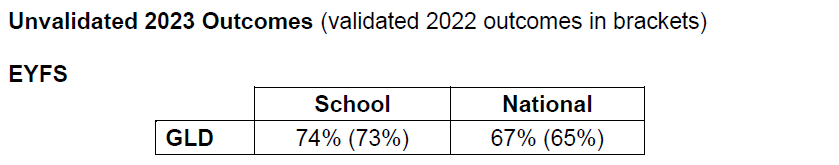 Unvalidated 2023 Outcomes (validated 2022 outcomes in brackets)
EYFS
School National
GLD 74% (73%) 67% (65%)